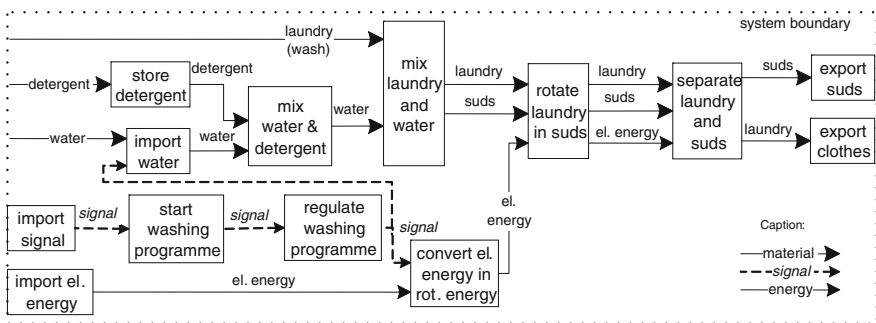 system boundary
laundry
(wash)
mix
laundry
and
water
detergent
store
detergent
detergent
mix
water &
detergent
water
water
import
water
water
laundry
suds
rotate
laundry
in suds
laundry
suds
el. energy
separate
laundry
and
suds
suds
export
suds
laundry
export
clothes
import
signal
signal
start
washing
programme
signal
regulate
washing
programme
signal
el.
energy
convert el.
energy in
rot. energy
import el.
energy
el. energy
Caption:
material
signal
energy